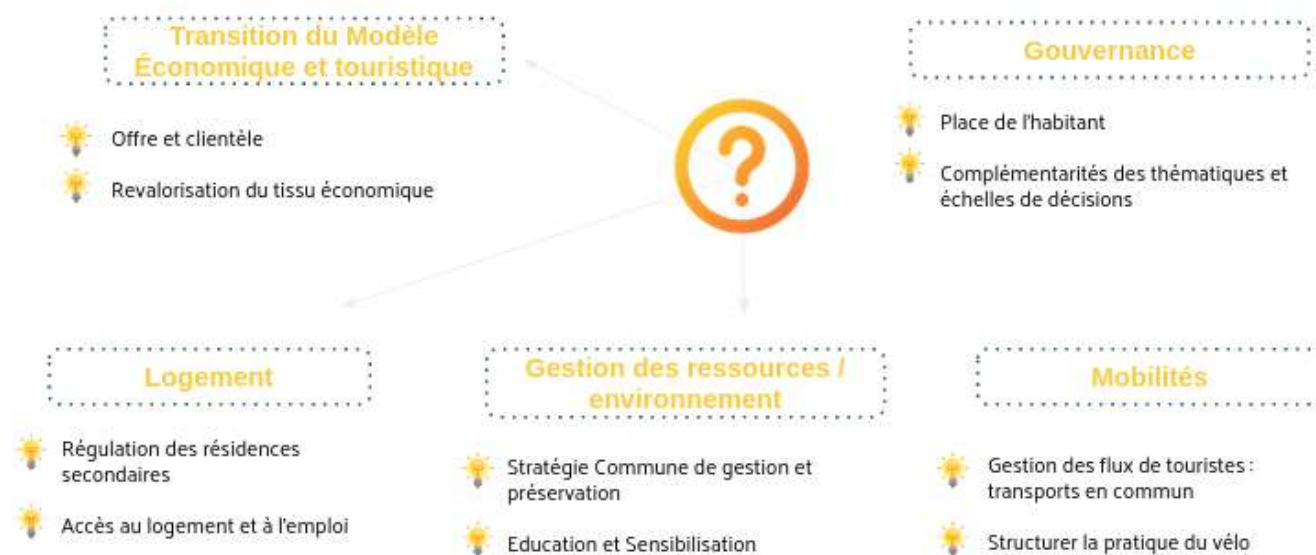 Transition du Modèle
Économique et touristique
Offre et clientèle
Revalorisation du tissu économique
?
Gouvernance
Place de l'habitant
Complémentarités des thématiques et
échelles de décisions
Logement
Régulation des résidences
secondaires
Accès au logement et à l'emploi
Gestion des ressources /
environnement
Stratégie Commune de gestion et
préservation
Education et Sensibilisation
Mobilités
Gestion des flux de touristes :
transports en commun
Structurer la pratique du vélo